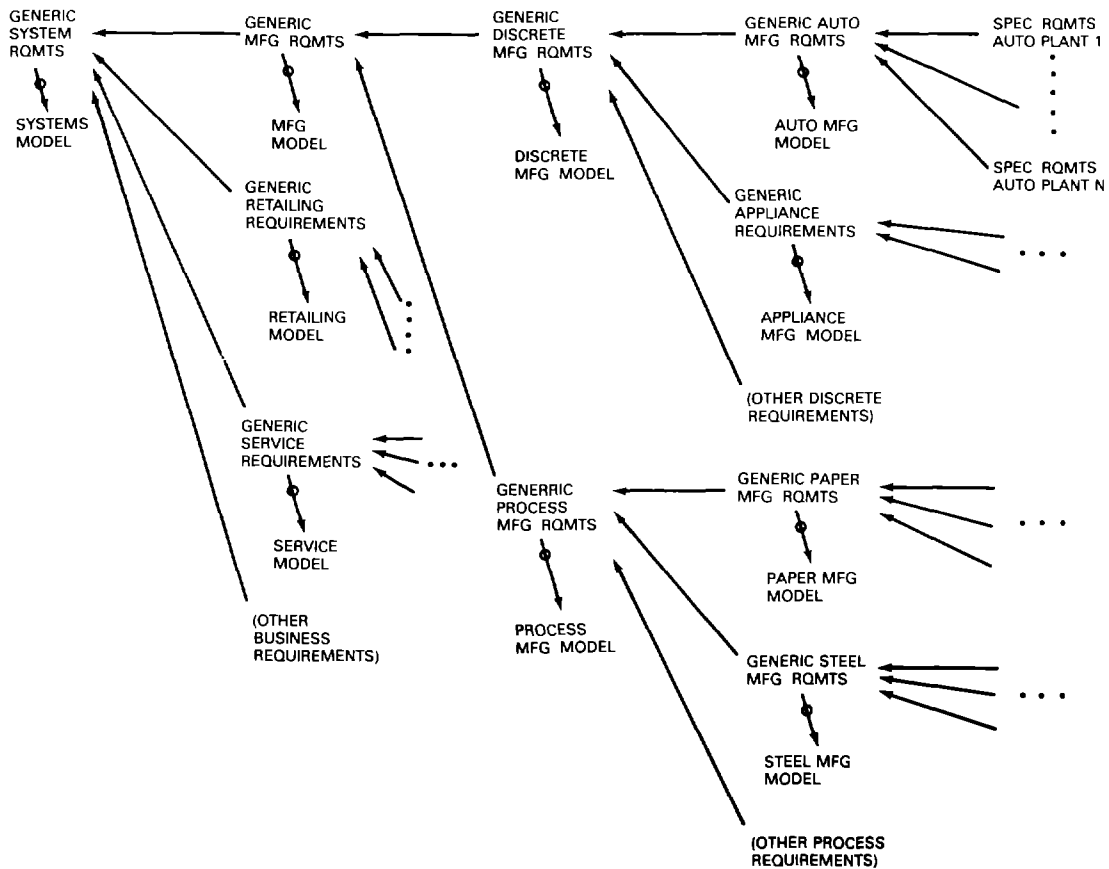 GENERIC
SYSTEM
RQMTS
SYSTEMS
MODEL
GENERIC
MFG RQMTS
MFG
MODEL
GENERIC
DISCRETE
MFG RQMTS
DISCRETE
MFG MODEL
GENERIC AUTO
MFG RQMTS
AUTO MFG
MODEL
SPEC RQMTS
AUTO PLANT 1
SPEC RQMTS
AUTO PLANT N
GENERIC
RETAILING
REQUIREMENTS
RETAILING
MODEL
GENERIC
APPLIANCE
REQUIREMENTS
APPLIANCE
MFG MODEL
(OTHER DISCRETE
REQUIREMENTS)
GENERIC
SERVICE
REQUIREMENTS
SERVICE
MODEL
GENERRIC
PROCESS
MFG RQMTS
PROCESS
MFG MODEL
GENERIC PAPER
MFG RQMTS
PAPER MFG
MODEL
(OTHER
BUSINESS
REQUIREMENTS)
GENERIC STEEL
MFG RQMTS
STEEL MFG
MODEL
(OTHER PROCESS
REQUIREMENTS)